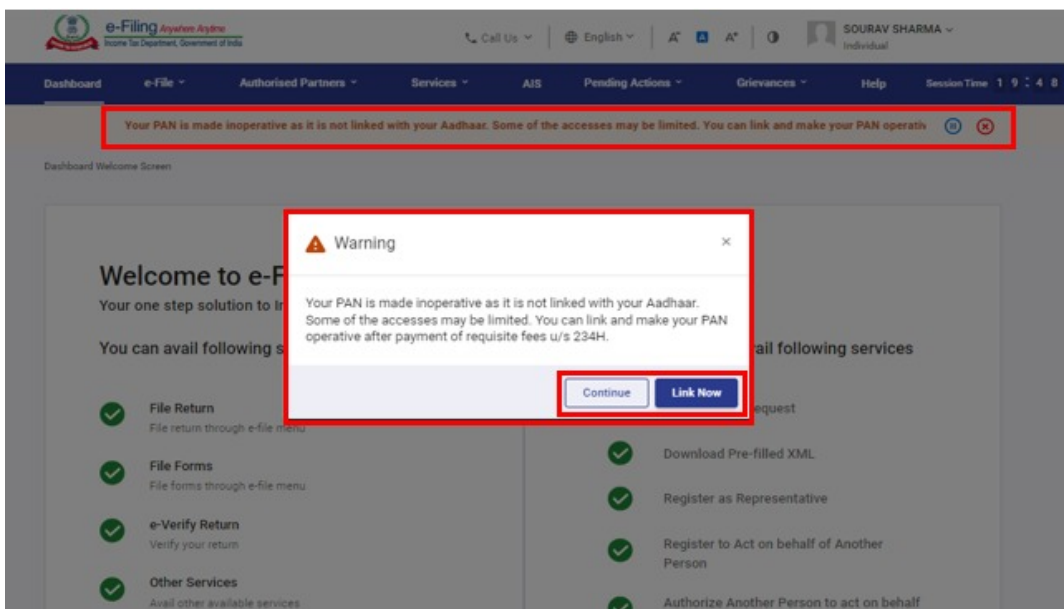 e-Filing Anywhere Anytime
Income Tax Department, Government of India
Call Us
English
A-
A
A+
SOURAV SHARMA
Individual
Dashboard e-File Authorised Partners Services AIS Pending Actions Grievances Help Session Time 1 9 : 4 8
Your PAN is made inoperative as it is not linked with your Aadhaar. Some of the accesses may be limited. You can link and make your PAN operativ
Dashboard Welcome Screen
Warning
×
Your PAN is made inoperative as it is not linked with your Aadhaar.
Some of the accesses may be limited. You can link and make your PAN
operative after payment of requisite fees u/s 234H.
Continue
Link Now
Welcome to e-F
Your one step solution to In
You can avail following s
File Return
File return through e-file menu
File Forms
File forms through e-file menu
e-Verify Return
Verify your return
Other Services
Avail other available services
ail following services
equest
Download Pre-filled XML
Register as Representative
Register to Act on behalf of Another
Person
Authorize Another Person to act on behalf